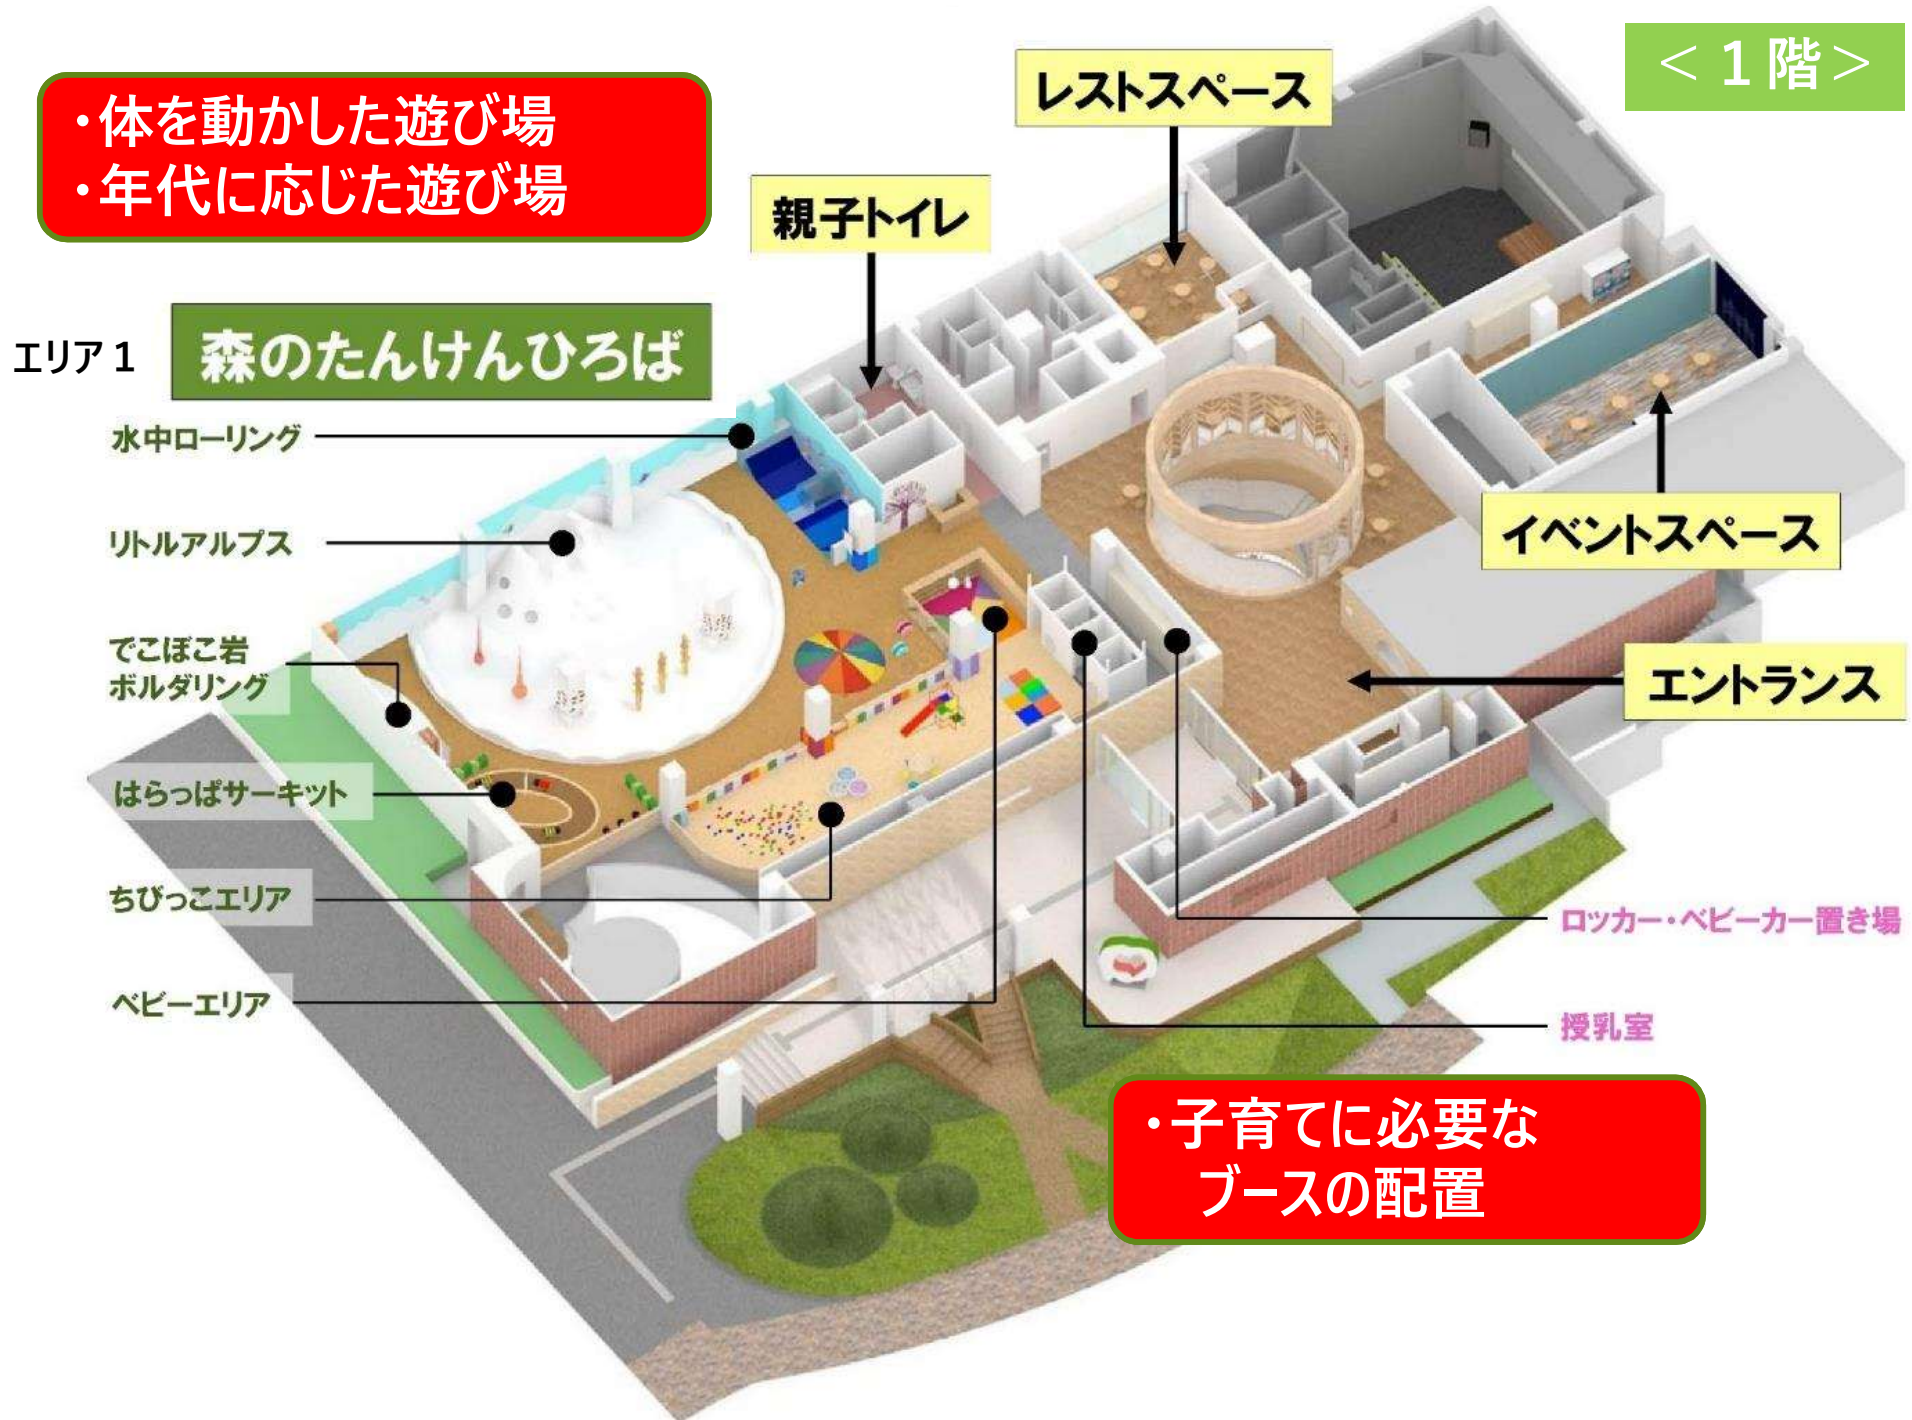 ＜１階＞
・体を動かした遊び場
・年代に応じた遊び場
レストスペース
親子トイレ
エリア１
森のたんけんひろば
水中ローリング
リトルアルプス
でこぼこ岩
ボルダリング
はらっぱサーキット
ちびっこエリア
ベビーエリア
イベントスペース
エントランス
ロッカー・ベビーカー置き場
授乳室
・子育てに必要な
ブースの配置